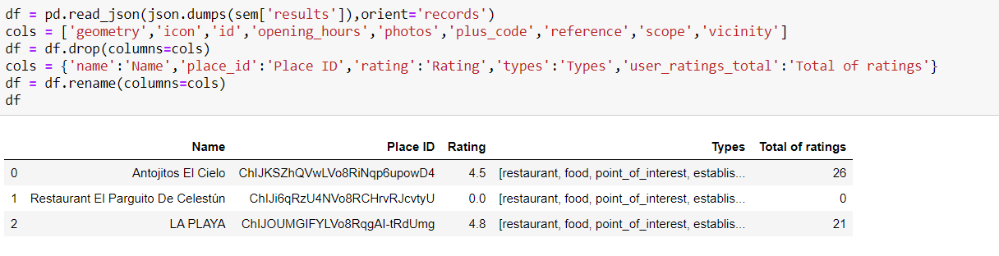 df = pd.read_json(json.dumps(sem['results']),orient='records')
cols = ['geometry','icon','id','opening_hours','photos','plus_code','reference','scope','vicinity']
df = df.drop(columns=cols)
cols = {'name':'Name','place_id':'Place ID','rating':'Rating','types':'Types','user_ratings_total':'Total of ratings'}
df = df.rename(columns=cols)
df
Name Place ID Rating Types Total of ratings
0 Antojitos El Cielo ChIJKSZhQVwLVo8RiNqp6upowD4 4.5 [restaurant, food, point_of_interest, establis... 26
1 Restaurant El Parguito De Celestún ChIJi6qRzU4NVo8RCHrvRJcvtyU 0.0 [restaurant, food, point_of_interest, establis... 0
2 LA PLAYA ChIJOUMGIFYLVo8RqgAI-tRdUmg 4.8 [restaurant, food, point_of_interest, establis... 21